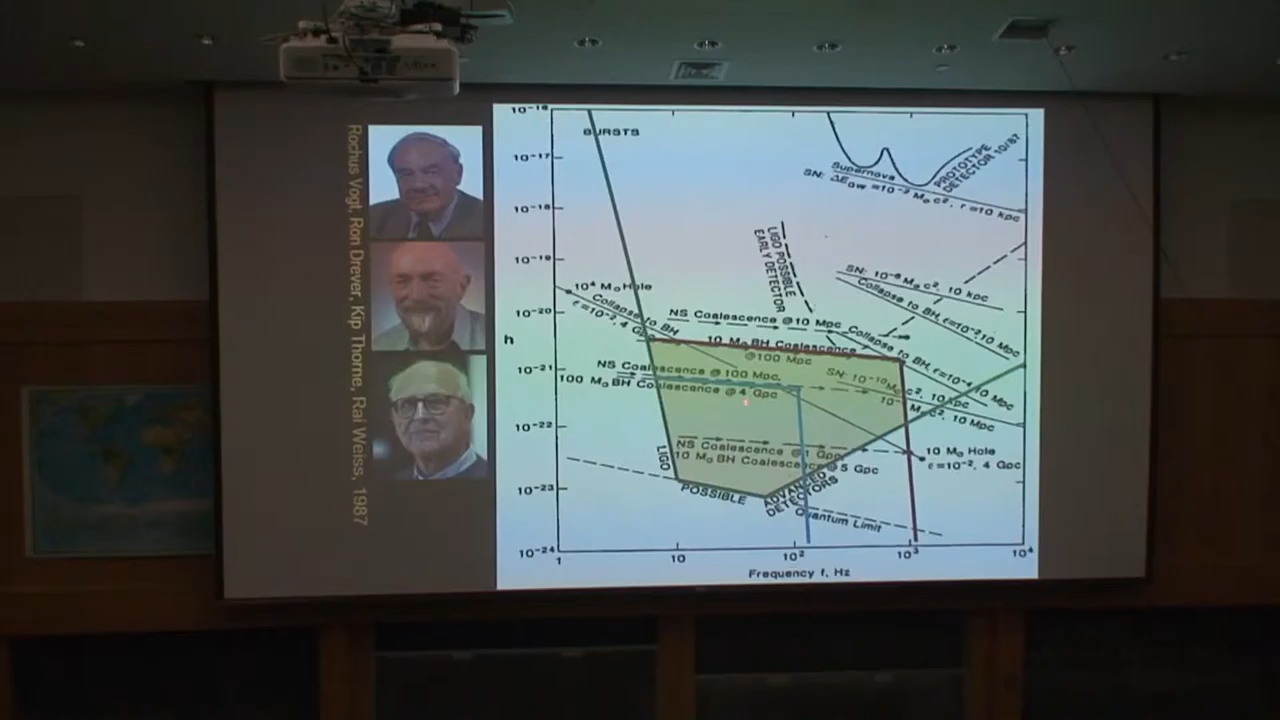 Rochus Vogt, Ron Drever, Kip Thorne, Rai Weiss, 1987
BURSTS
PROTOTYPE
DETECTOR 10/87
Supernova
SN: ΔE_GW = 10⁻² M☉ c², r = 10 kpc
LIGO POSSIBLE
EARLY DETECTOR
SN: 10⁻⁸ M☉ c², 10 kpc
Collapse to BH, ε=10⁻² 10 Mpc
10⁴ M☉ Hole
Collapse to BH
ε=10⁻², 4 Gpc
NS Coalescence @ 10 Mpc
Collapse to BH, ε=10⁻⁴, 10 Mpc
10 M☉ BH Coalescence
@100 Mpc
NS Coalescence @ 100 Mpc,
100 M☉ BH Coalescence @ 4 Gpc
SN: 10⁻¹⁰ M☉ c², 10 kpc
M☉ c², 10 Mpc
NS Coalescence @ 1 Gpc
10 M☉ BH Coalescence @ 5 Gpc
10 M☉ Hole
ε=10⁻², 4 Gpc
LIGO
POSSIBLE
ADVANCED
DETECTORS
Quantum Limit
h
10⁻¹⁶
10⁻¹⁷
10⁻¹⁸
10⁻¹⁹
10⁻²⁰
10⁻²¹
10⁻²²
10⁻²³
10⁻²⁴
1 10 10² 10³ 10⁴
Frequency f, Hz